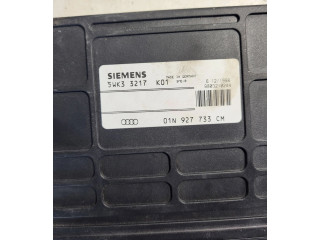 SIEMENS
MADE IN GERMANY
5WK3 3217 K01
01N 927 733 CM